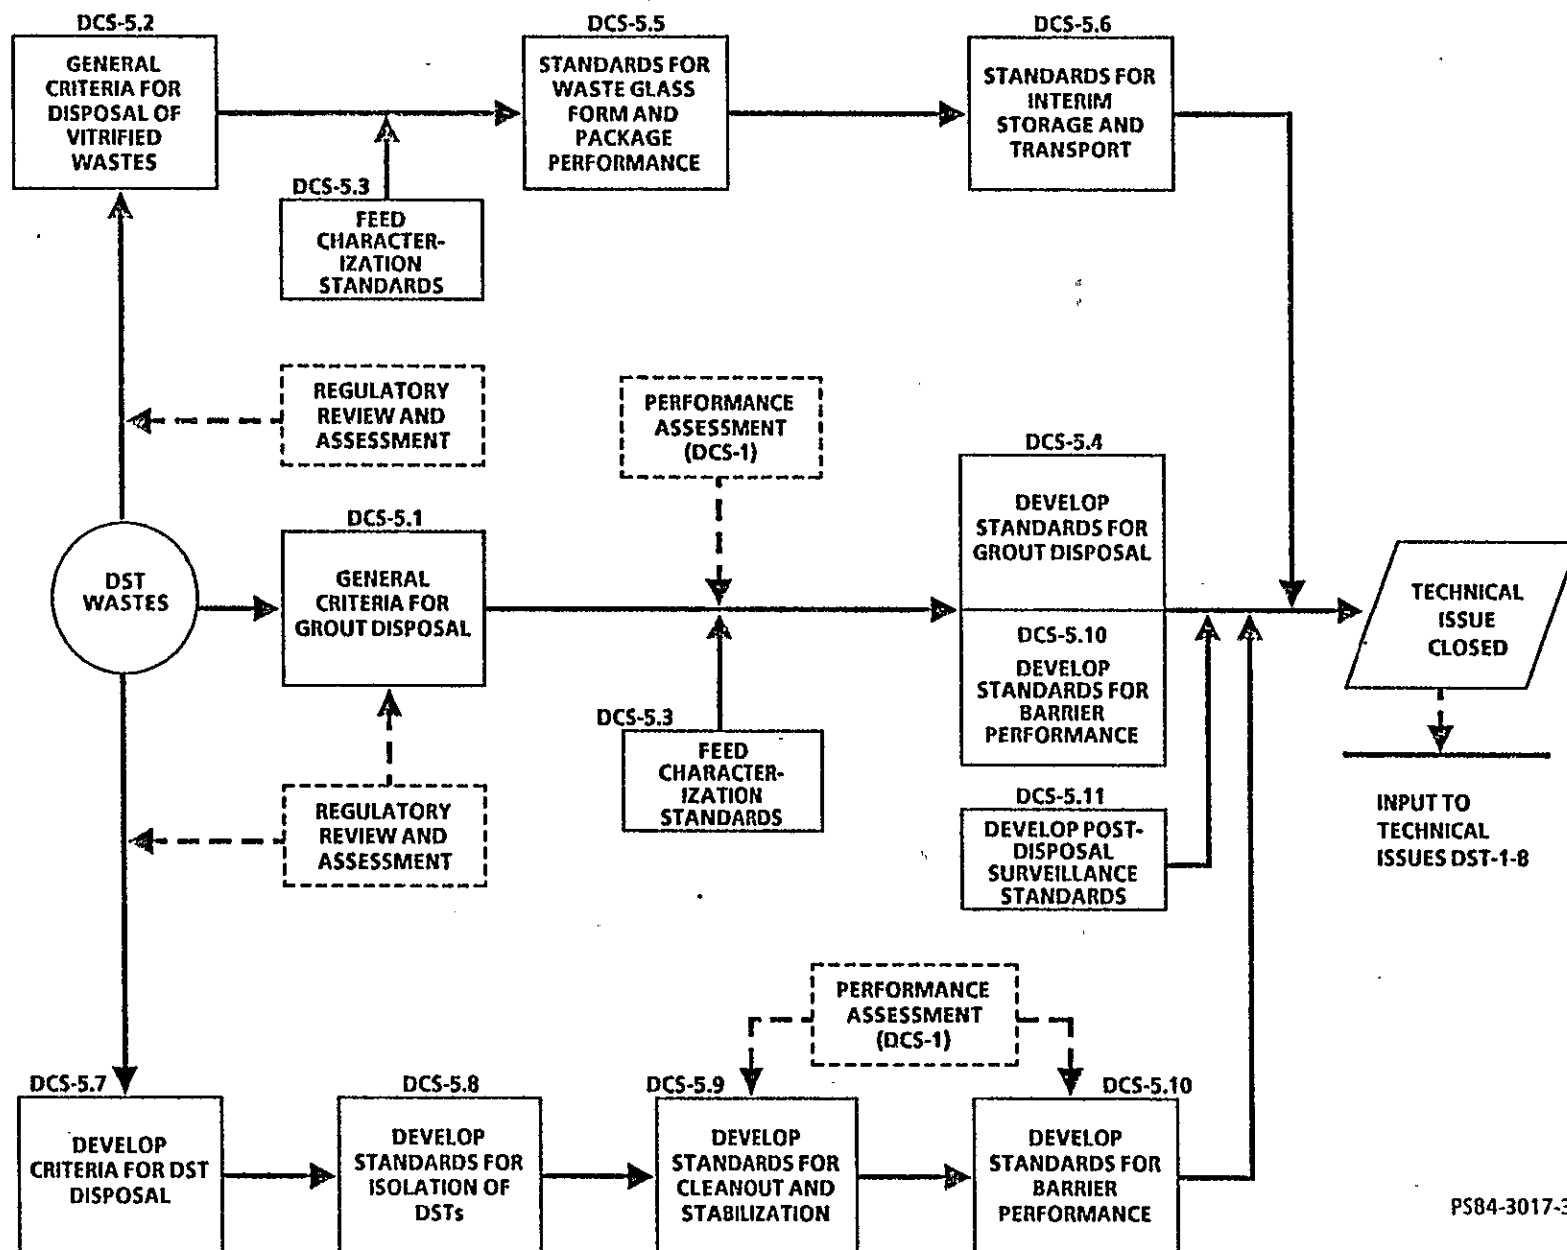 DCS-5.2
GENERAL
CRITERIA FOR
DISPOSAL OF
VITRIFIED
WASTES
DCS-5.5
STANDARDS FOR
WASTE GLASS
FORM AND
PACKAGE
PERFORMANCE
DCS-5.6
STANDARDS FOR
INTERIM
STORAGE AND
TRANSPORT
DCS-5.3
FEED
CHARACTER-
IZATION
STANDARDS
REGULATORY
REVIEW AND
ASSESSMENT
PERFORMANCE
ASSESSMENT
(DCS-1)
DST
WASTES
DCS-5.1
GENERAL
CRITERIA FOR
GROUT DISPOSAL
DCS-5.4
DEVELOP
STANDARDS FOR
GROUT DISPOSAL
DCS-5.10
DEVELOP
STANDARDS FOR
BARRIER
PERFORMANCE
TECHNICAL
ISSUE
CLOSED
DCS-5.3
FEED
CHARACTER-
IZATION
STANDARDS
REGULATORY
REVIEW AND
ASSESSMENT
DCS-5.11
DEVELOP POST-
DISPOSAL
SURVEILLANCE
STANDARDS
INPUT TO
TECHNICAL
ISSUES DST-1-8
PERFORMANCE
ASSESSMENT
(DCS-1)
DCS-5.7
DEVELOP
CRITERIA FOR DST
DISPOSAL
DCS-5.8
DEVELOP
STANDARDS FOR
ISOLATION OF
DSTs
DCS-5.9
DEVELOP
STANDARDS FOR
CLEANOUT AND
STABILIZATION
DCS-5.10
DEVELOP
STANDARDS FOR
BARRIER
PERFORMANCE
PS84-3017-3